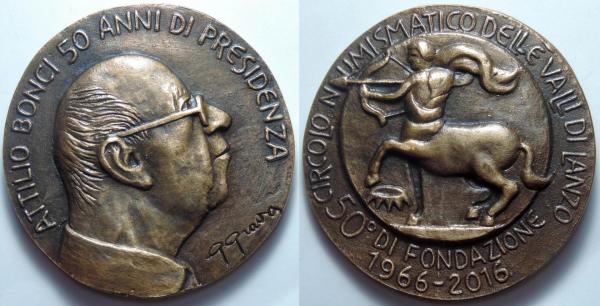 ATTILIO BONCI 50 ANNI DI PRESIDENZA
CIRCOLO NUMISMATICO DELLE VALLI DI LANZO
50° DI FONDAZIONE
1966-2016